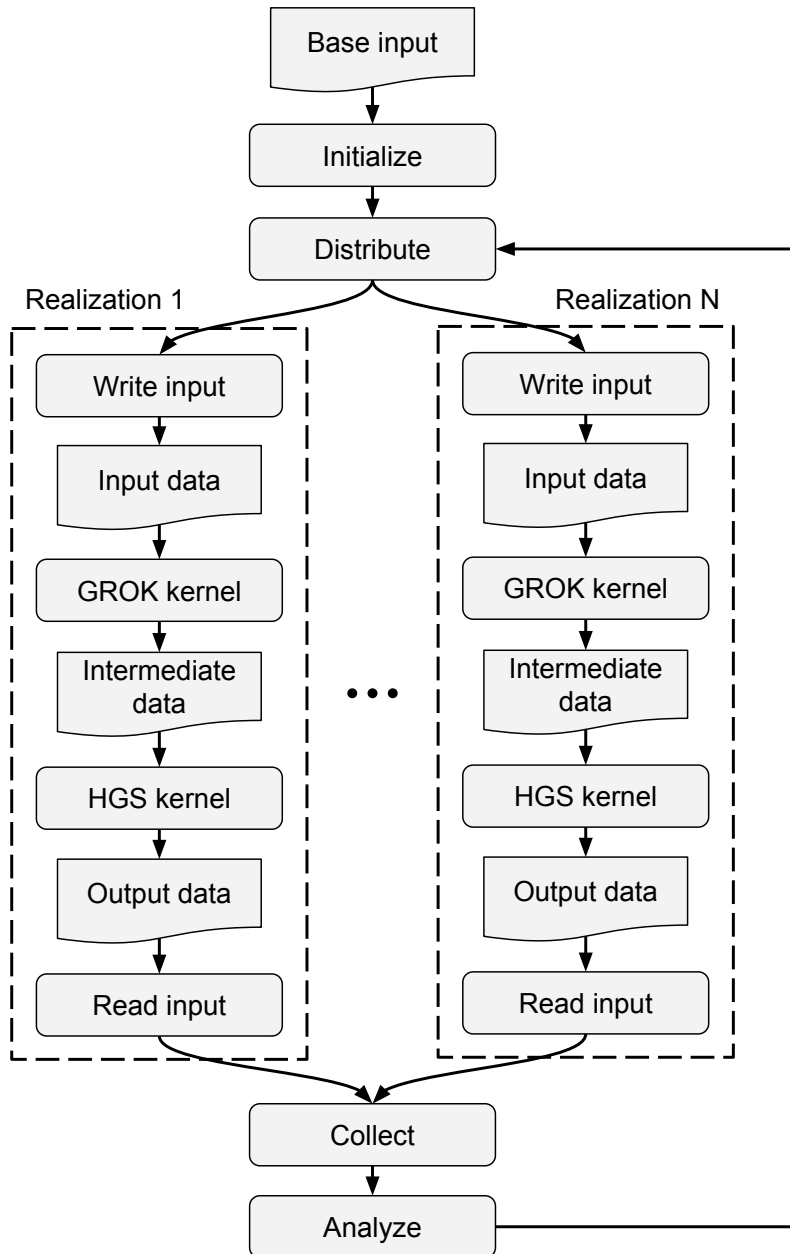 Base input
Initialize
Distribute
Realization 1
Write input
Input data
GROK kernel
Intermediate
data
HGS kernel
Output data
Read input
Realization N
Write input
Input data
GROK kernel
Intermediate
data
HGS kernel
Output data
Read input
Collect
Analyze